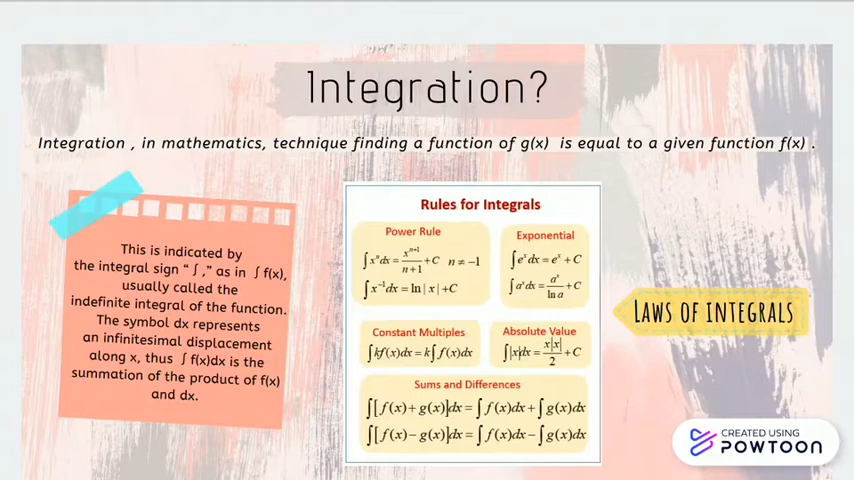 Integration?
Integration , in mathematics, technique finding a function of g(x) is equal to a given function f(x) .
This is indicated by
the integral sign “ ∫ ,” as in ∫ f(x),
usually called the
indefinite integral of the function.
The symbol dx represents
an infinitesimal displacement
along x, thus ∫ f(x)dx is the
summation of the product of f(x)
and dx.
Rules for Integrals
Power Rule
∫xⁿdx = xⁿ⁺¹/n+1 + C n ≠ −1
∫x⁻¹dx = ln|x| + C
Exponential
∫eˣdx = eˣ + C
∫aˣdx = aˣ/ln a + C
Constant Multiples
∫kf(x)dx = k∫f(x)dx
Absolute Value
∫|x|dx = x|x|/2 + C
Sums and Differences
∫[f(x)+g(x)]dx = ∫f(x)dx + ∫g(x)dx
∫[f(x)−g(x)]dx = ∫f(x)dx − ∫g(x)dx
LAWS OF INTEGRALS
CREATED USING
POWTOON